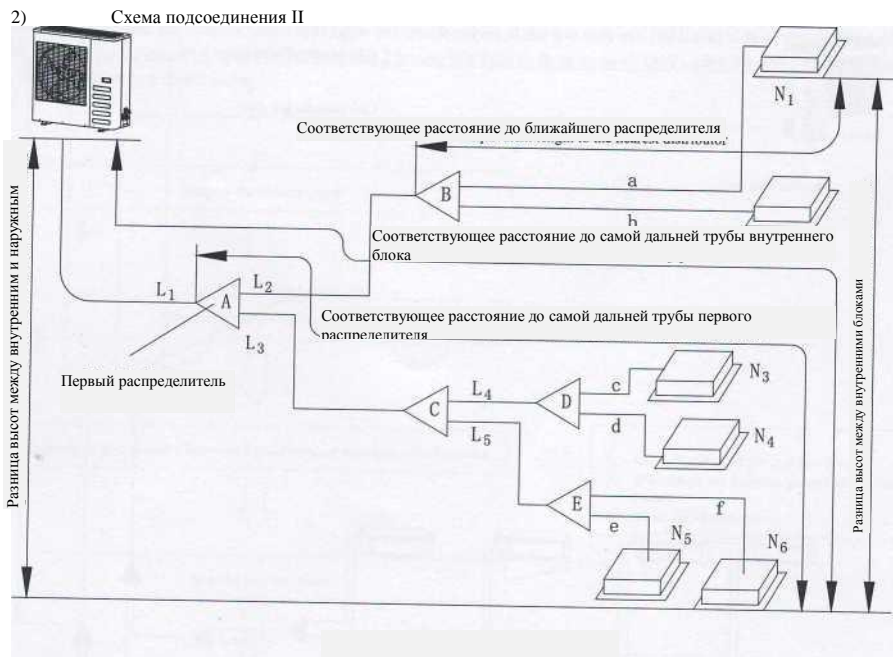 2) Схема подсоединения II
N1
Соответствующее расстояние до ближайшего распределителя
a
B
b
Соответствующее расстояние до самой дальней трубы внутреннего
блока
L1
A
L2
L3
Соответствующее расстояние до самой дальней трубы первого
распределителя
Первый распределитель
Разница высот между внутренним и наружным
Разница высот между внутренними блоками
C
L4
L5
D
c
d
N3
N4
E
f
e
N5
N6